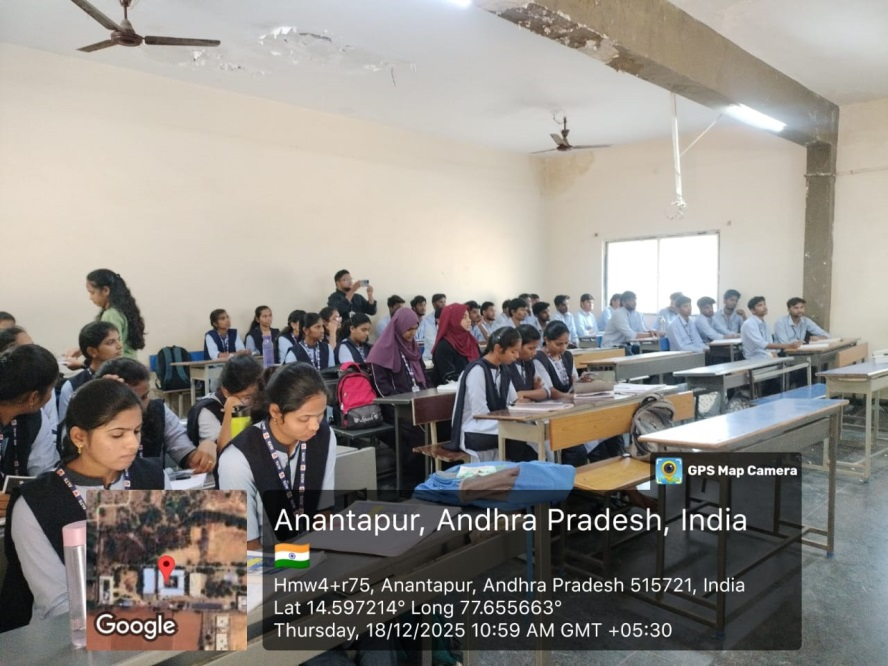 GPS Map Camera
Anantapur, Andhra Pradesh, India
Hmw4+r75, Anantapur, Andhra Pradesh 515721, India
Lat 14.597214° Long 77.655663°
Thursday, 18/12/2025 10:59 AM GMT +05:30
Google